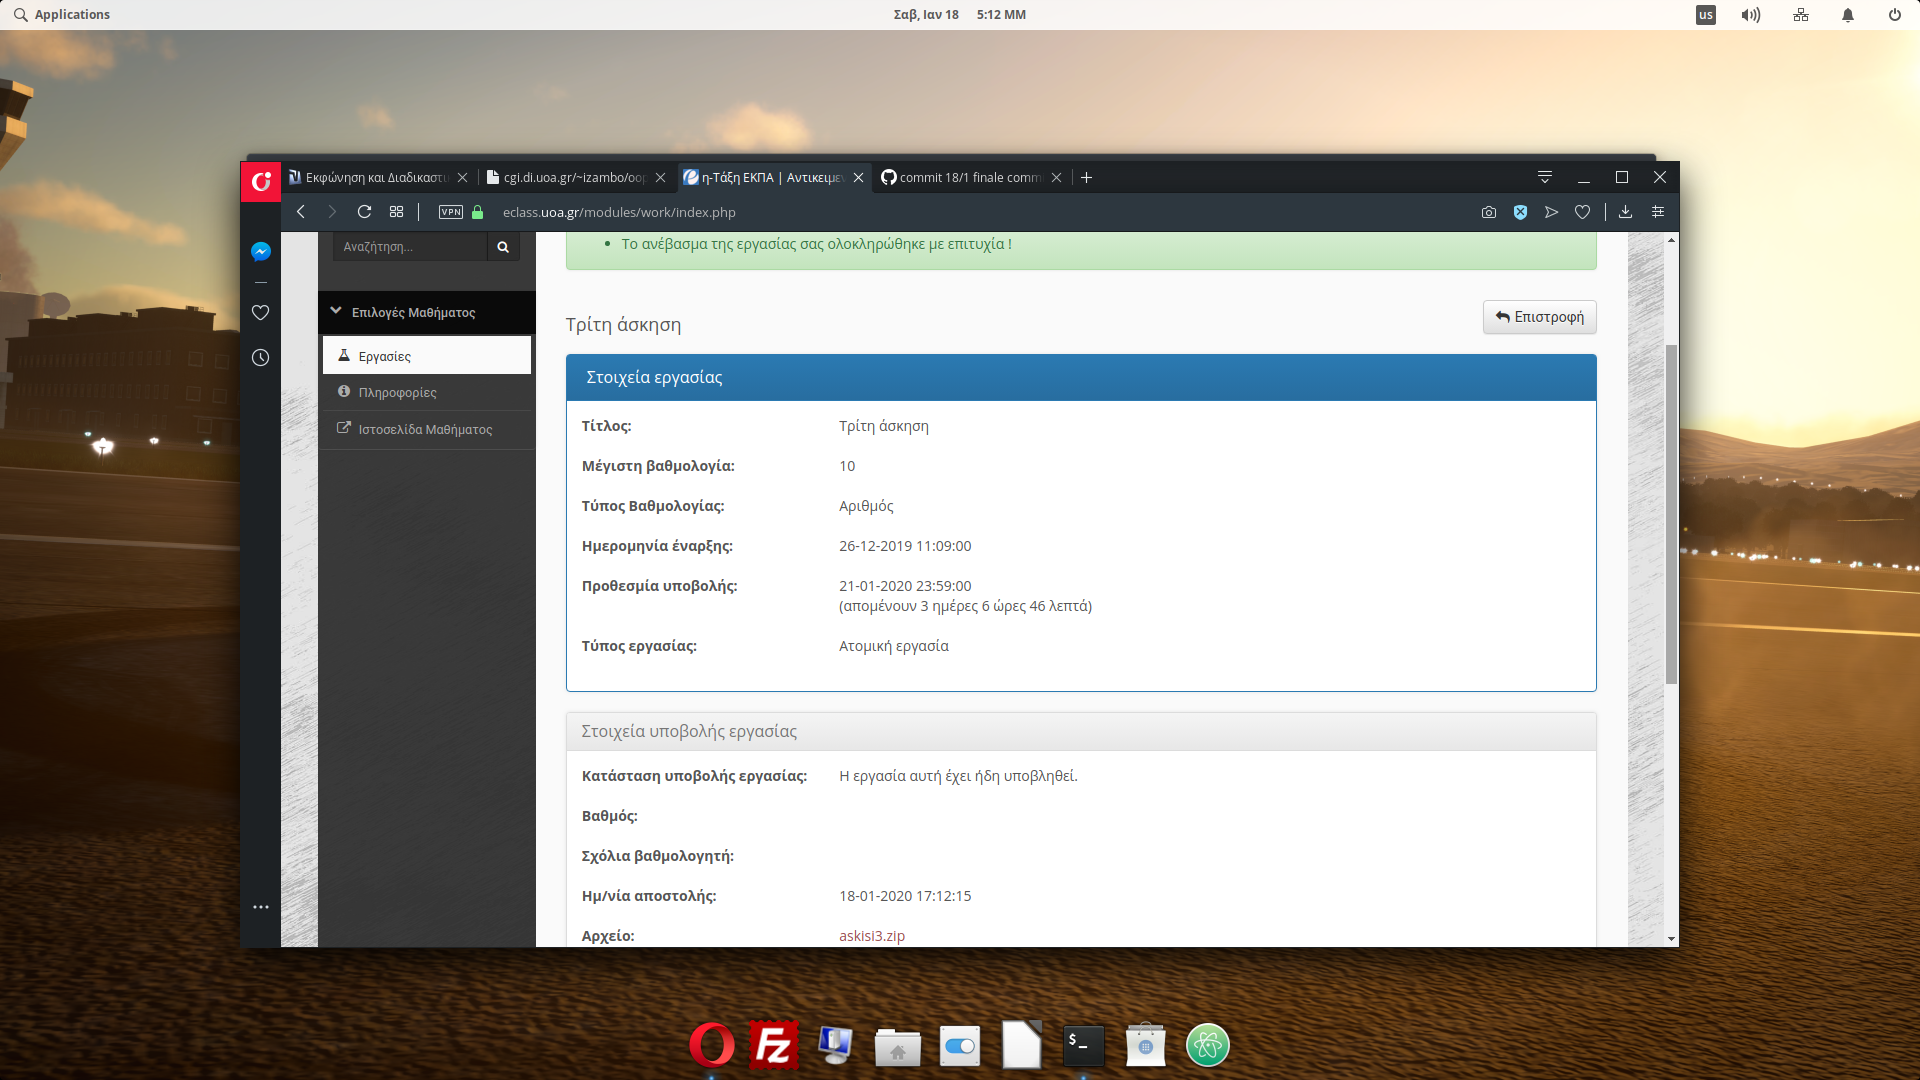 Applications
Σαβ, Ιαν 18 5:12 ΜΜ
us
Εκφώνηση και Διαδικαστι
cgi.di.uoa.gr/~izambo/oop
η-Τάξη ΕΚΠΑ | Αντικειμεν
commit 18/1 finale comm
VPN
eclass.uoa.gr/modules/work/index.php
Αναζήτηση...
Το ανέβασμα της εργασίας σας ολοκληρώθηκε με επιτυχία !
Επιλογές Μαθήματος
Εργασίες
Πληροφορίες
Ιστοσελίδα Μαθήματος
Τρίτη άσκηση
Επιστροφή
Στοιχεία εργασίας
Τίτλος: Τρίτη άσκηση
Μέγιστη βαθμολογία: 10
Τύπος Βαθμολογίας: Αριθμός
Ημερομηνία έναρξης: 26-12-2019 11:09:00
Προθεσμία υποβολής: 21-01-2020 23:59:00
(απομένουν 3 ημέρες 6 ώρες 46 λεπτά)
Τύπος εργασίας: Ατομική εργασία
Στοιχεία υποβολής εργασίας
Κατάσταση υποβολής εργασίας: Η εργασία αυτή έχει ήδη υποβληθεί.
Βαθμός:
Σχόλια βαθμολογητή:
Ημ/νία αποστολής: 18-01-2020 17:12:15
Αρχείο: askisi3.zip
Fz
$_